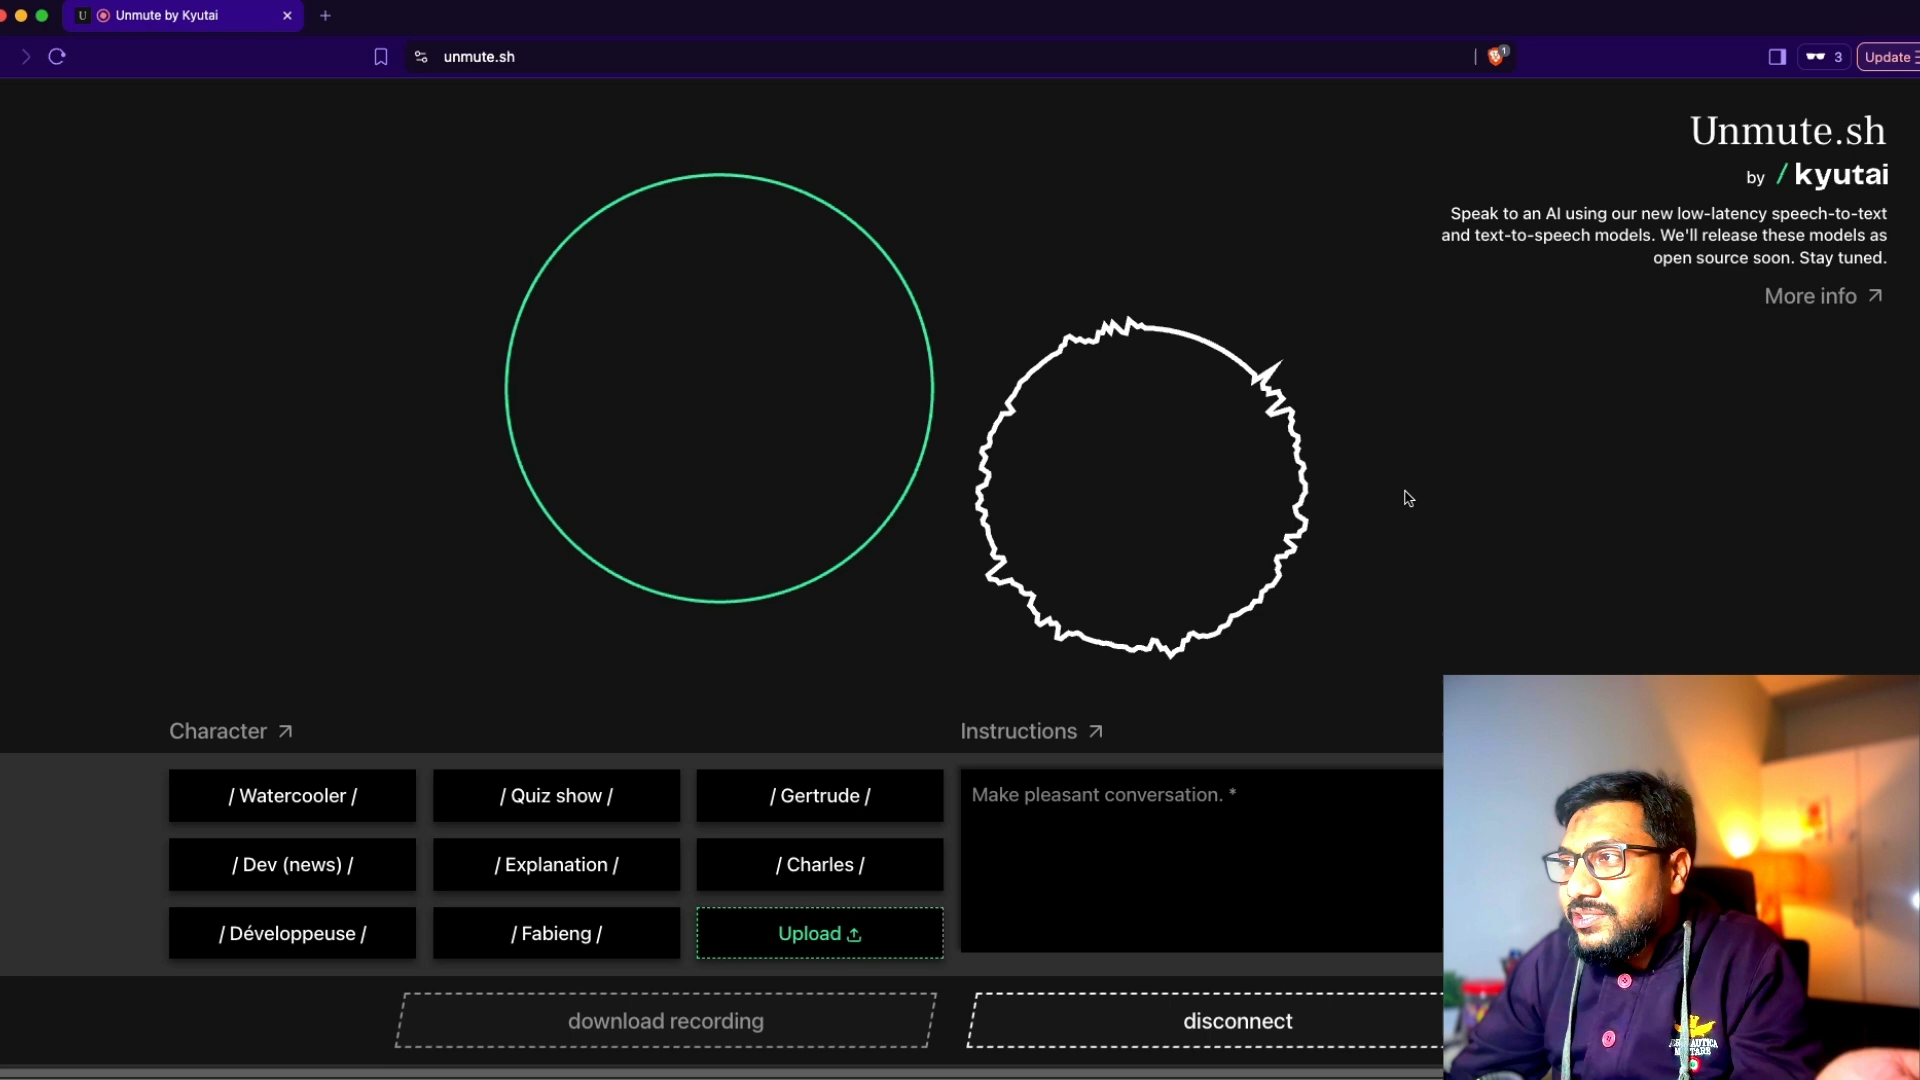 U Unmute by Kyutai
unmute.sh
1
3
Update
Unmute.sh
by / kyutai
Speak to an AI using our new low-latency speech-to-text
and text-to-speech models. We'll release these models as
open source soon. Stay tuned.
More info
Character
Instructions
/ Watercooler /
/ Quiz show /
/ Gertrude /
Make pleasant conversation. *
/ Dev (news) /
/ Explanation /
/ Charles /
/ Développeuse /
/ Fabieng /
Upload
download recording
disconnect